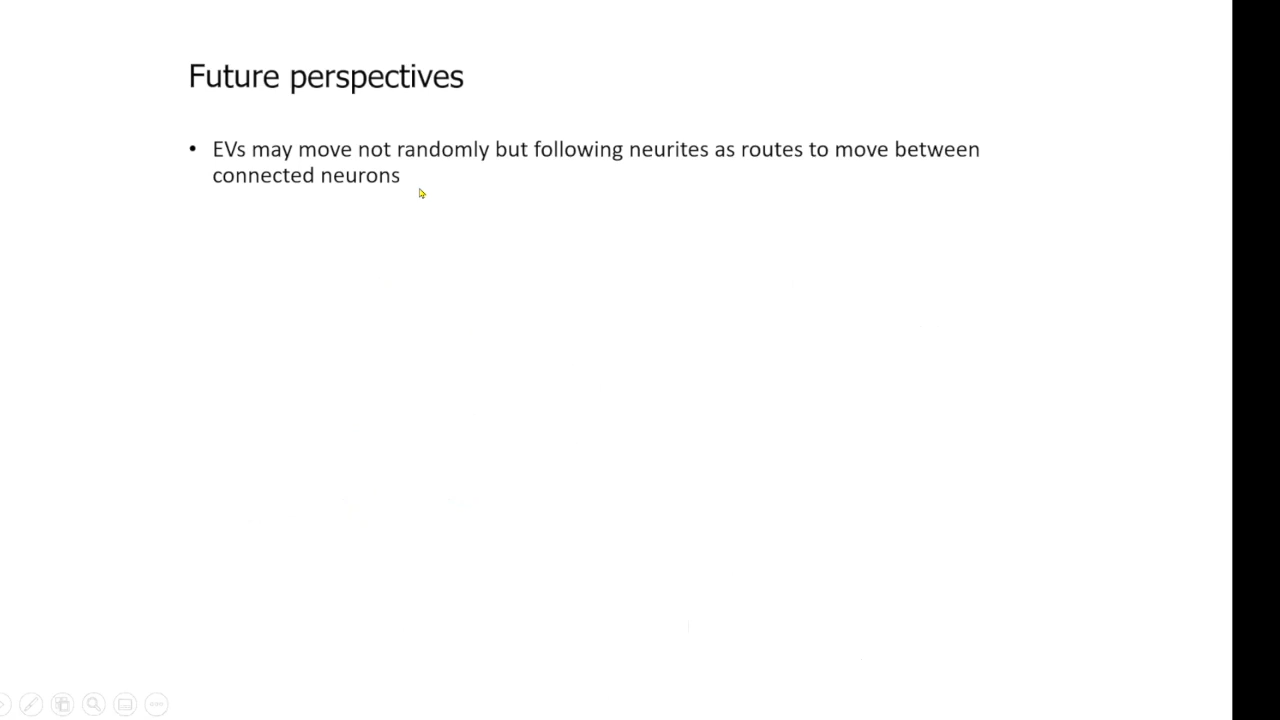 Future perspectives
• EVs may move not randomly but following neurites as routes to move between
connected neurons